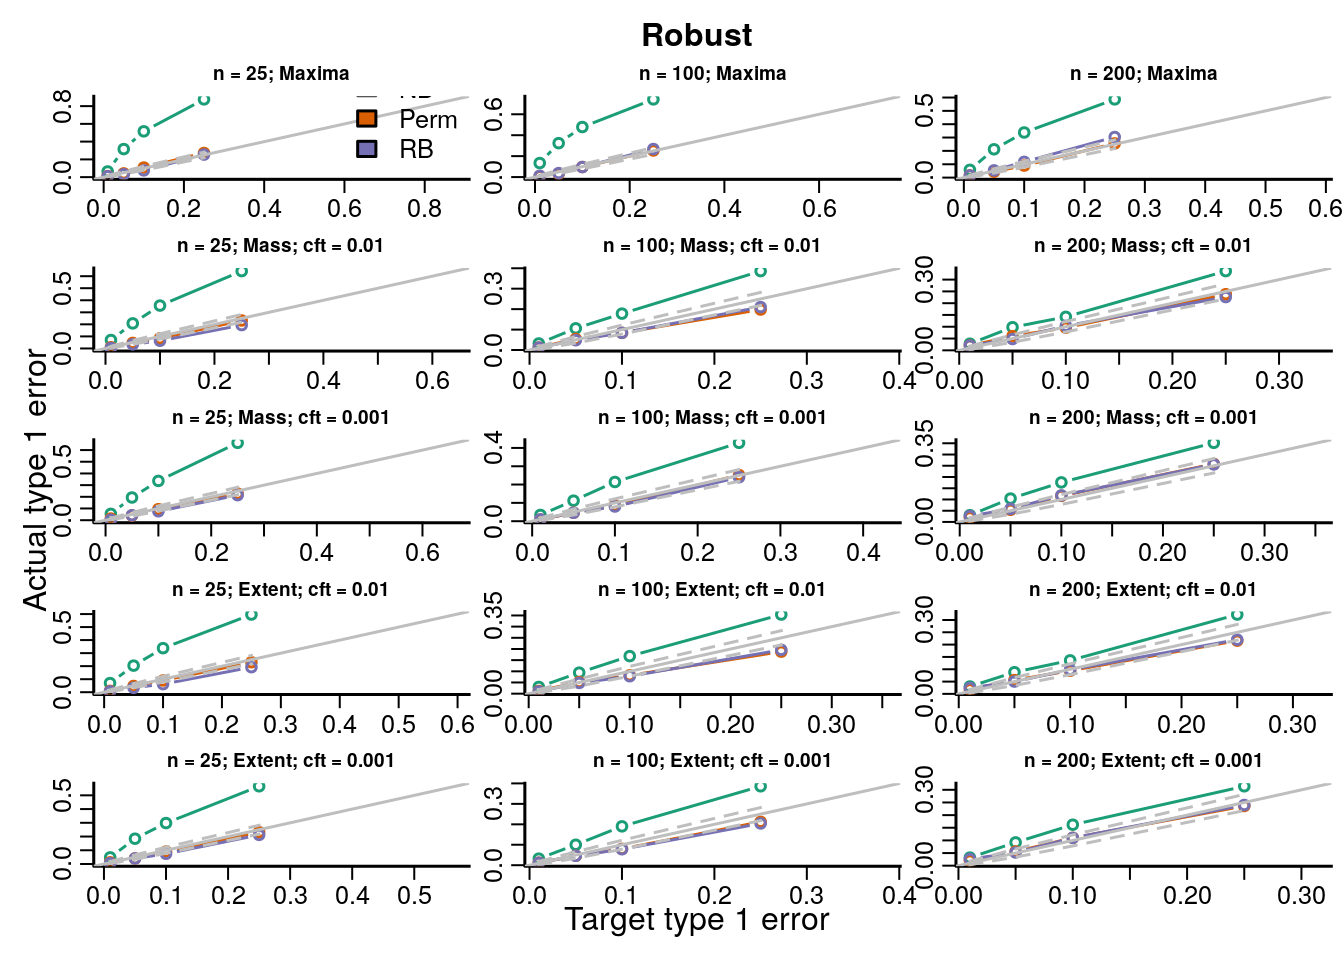 Robust
n = 25; Maxima
n = 100; Maxima
n = 200; Maxima
0.0 0.8
Perm
RB
0.0 0.6
0.0 0.5
0.0 0.2 0.4 0.6 0.8
0.0 0.2 0.4 0.6
0.0 0.1 0.2 0.3 0.4 0.5 0.6
n = 25; Mass; cft = 0.01
n = 100; Mass; cft = 0.01
n = 200; Mass; cft = 0.01
0.0 0.5
0.0 0.3
0.00 0.30
0.0 0.2 0.4 0.6
0.0 0.1 0.2 0.3 0.4
0.00 0.10 0.20 0.30
n = 25; Mass; cft = 0.001
n = 100; Mass; cft = 0.001
n = 200; Mass; cft = 0.001
0.0 0.5
0.0 0.4
0.00 0.35
0.0 0.2 0.4 0.6
0.0 0.1 0.2 0.3 0.4
0.00 0.10 0.20 0.30
Actual type 1 error
n = 25; Extent; cft = 0.01
n = 100; Extent; cft = 0.01
n = 200; Extent; cft = 0.01
0.0 0.5
0.00 0.35
0.00 0.30
0.0 0.1 0.2 0.3 0.4 0.5 0.6
0.00 0.10 0.20 0.30
0.00 0.10 0.20 0.30
n = 25; Extent; cft = 0.001
n = 100; Extent; cft = 0.001
n = 200; Extent; cft = 0.001
0.0 0.5
0.0 0.3
0.00 0.30
0.0 0.1 0.2 0.3 0.4 0.5
0.0 0.1 0.2 0.3 0.4
0.00 0.10 0.20 0.30
Target type 1 error